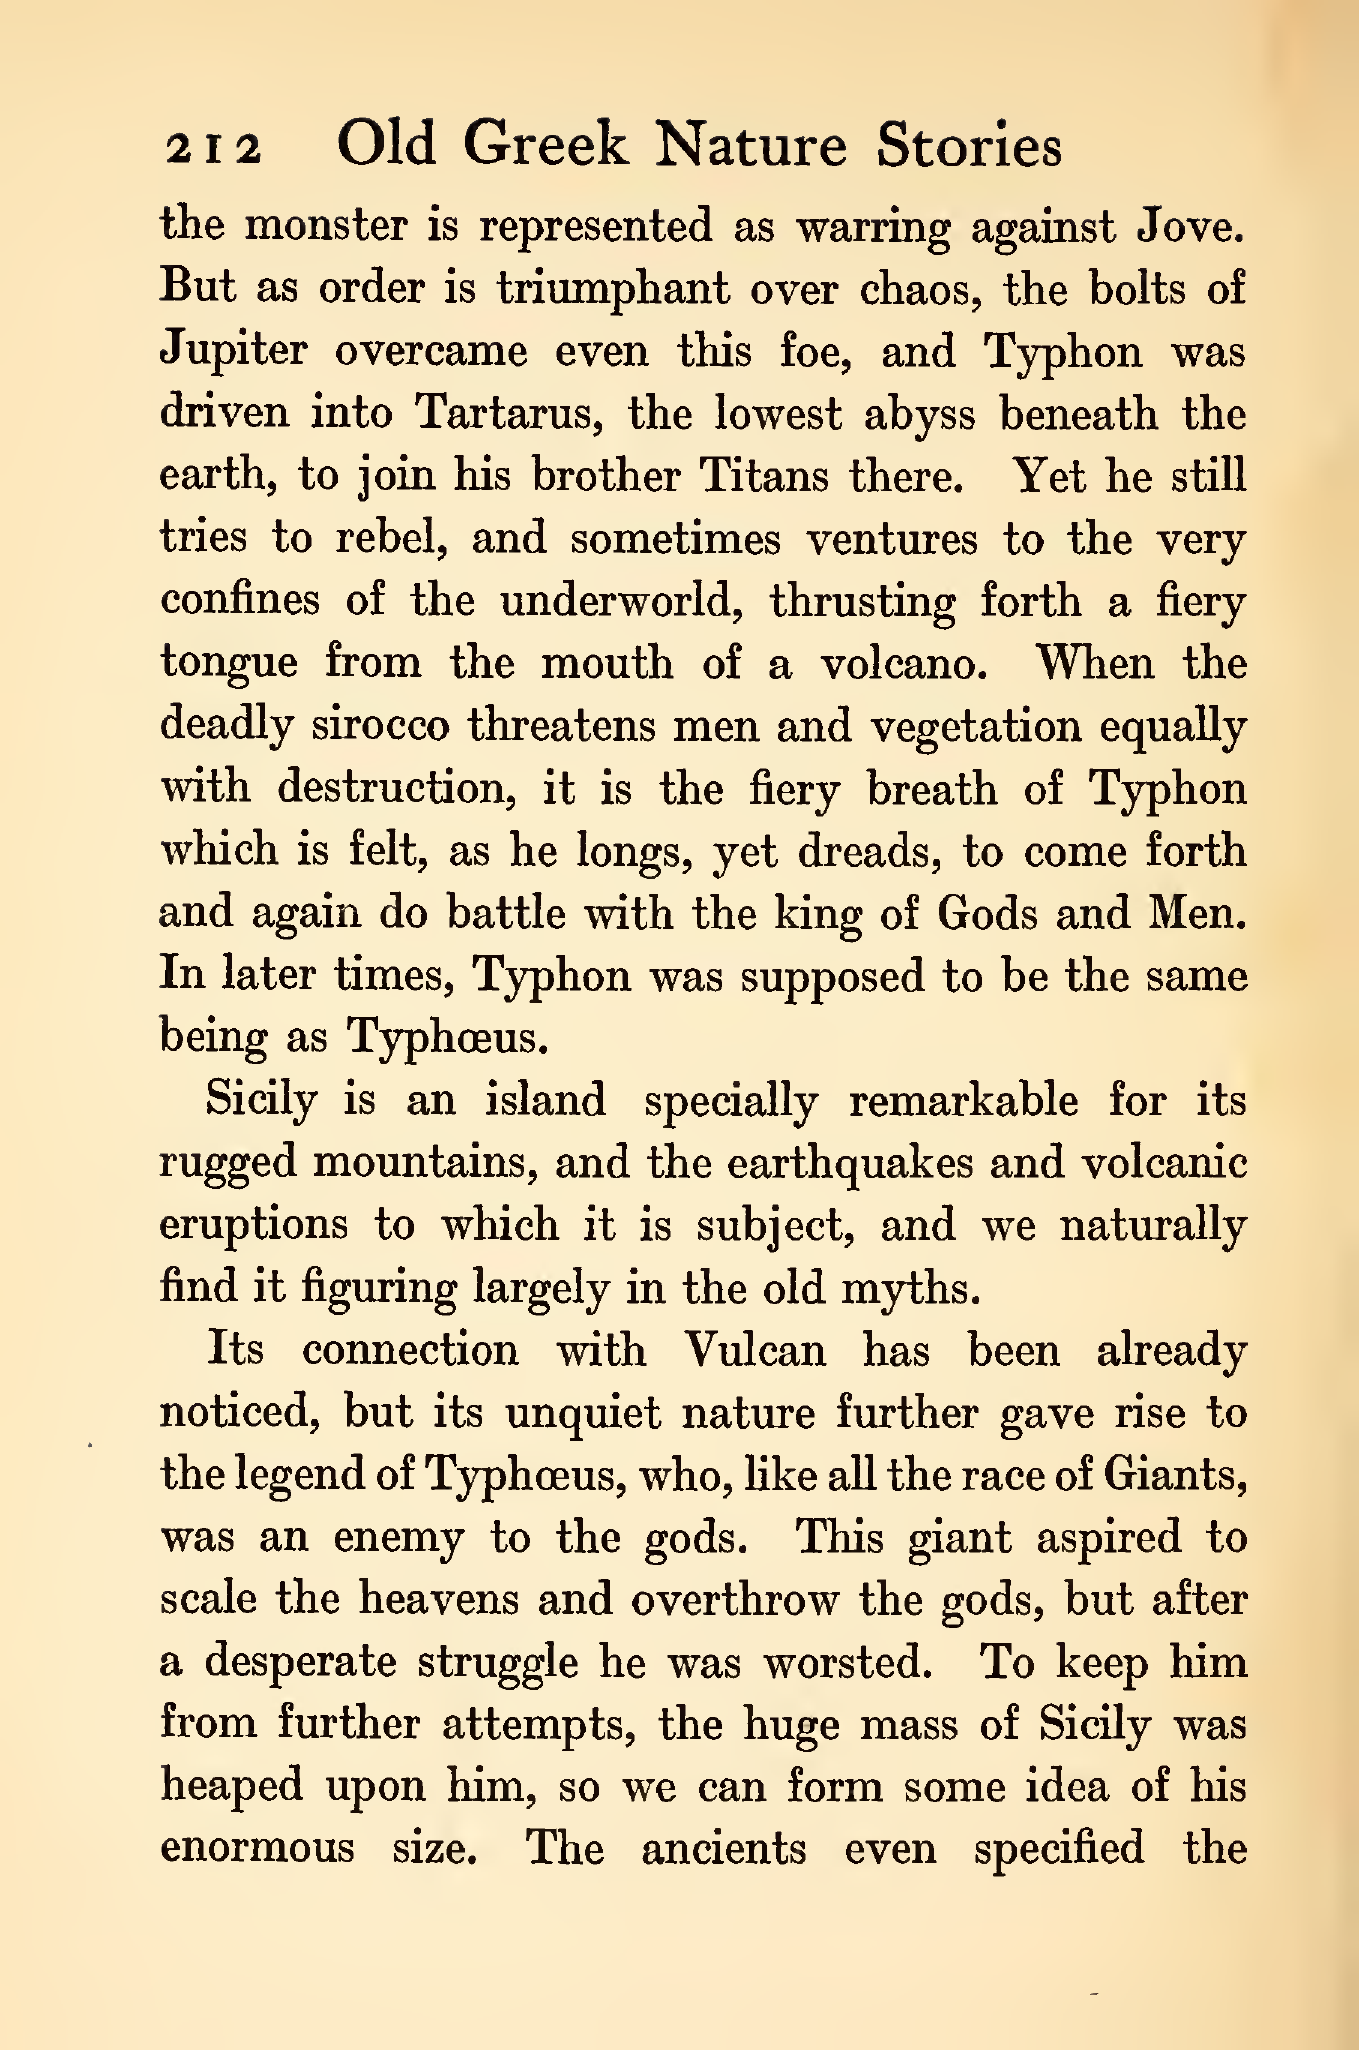 212 Old Greek Nature Stories
the monster is represented as warring against Jove.
But as order is triumphant over chaos, the bolts of
Jupiter overcame even this foe, and Typhon was
driven into Tartarus, the lowest abyss beneath the
earth, to join his brother Titans there. Yet he still
tries to rebel, and sometimes ventures to the very
confines of the underworld, thrusting forth a fiery
tongue from the mouth of a volcano. When the
deadly sirocco threatens men and vegetation equally
with destruction, it is the fiery breath of Typhon
which is felt, as he longs, yet dreads, to come forth
and again do battle with the king of Gods and Men.
In later times, Typhon was supposed to be the same
being as Typhœus.
Sicily is an island specially remarkable for its
rugged mountains, and the earthquakes and volcanic
eruptions to which it is subject, and we naturally
find it figuring largely in the old myths.
Its connection with Vulcan has been already
noticed, but its unquiet nature further gave rise to
the legend of Typhœus, who, like all the race of Giants,
was an enemy to the gods. This giant aspired to
scale the heavens and overthrow the gods, but after
a desperate struggle he was worsted. To keep him
from further attempts, the huge mass of Sicily was
heaped upon him, so we can form some idea of his
enormous size. The ancients even specified the